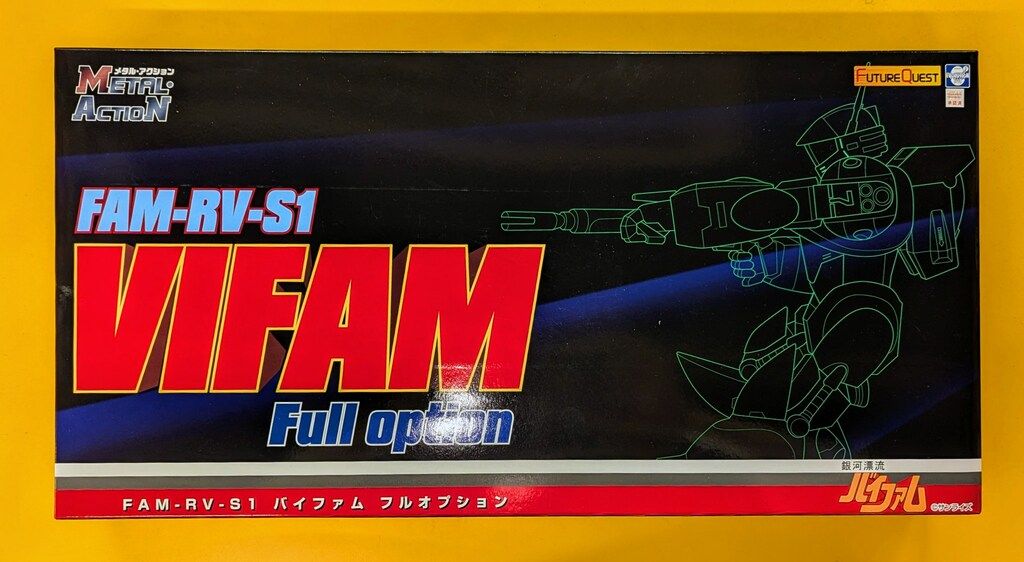 メタル・アクション
METAL
ACTION
FUTUREQUEST
FAM-RV-S1
VIFAM
Full option
銀河漂流
バイファム
©サンライズ
FAM-RV-S1 バイファム フルオプション